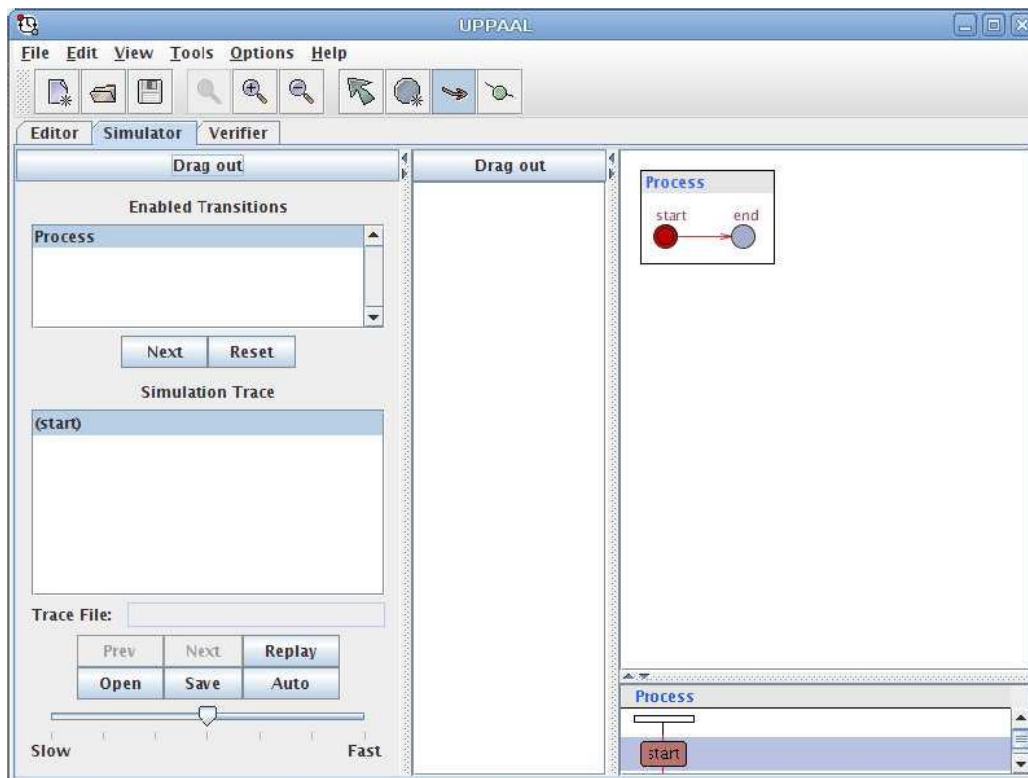 UPPAAL
File Edit View Tools Options Help
Editor Simulator Verifier
Drag out
Enabled Transitions
Process
Next Reset
Simulation Trace
(start)
Trace File:
Prev Next Replay
Open Save Auto
Slow Fast
Drag out
Process
start end
Process
start